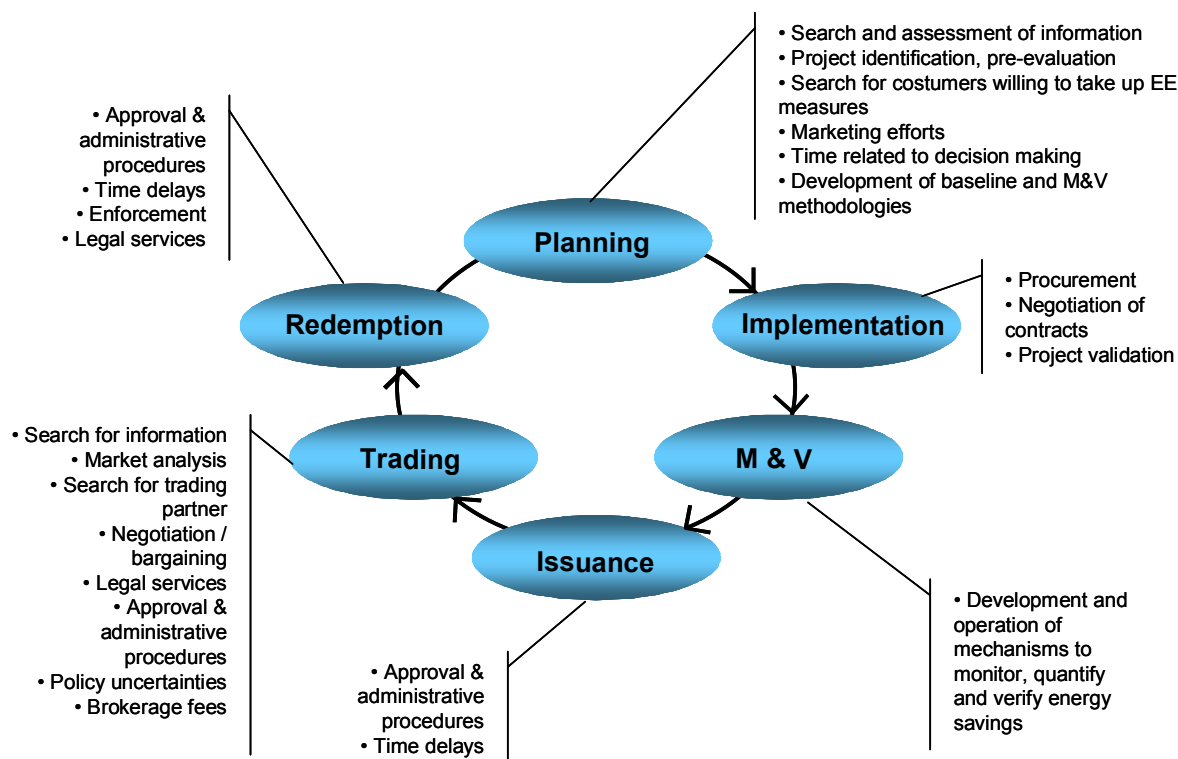 • Search and assessment of information
• Project identification, pre-evaluation
• Search for costumers willing to take up EE
measures
• Marketing efforts
• Time related to decision making
• Development of baseline and M&V
methodologies
• Approval &
administrative
procedures
• Time delays
• Enforcement
• Legal services
Planning
Redemption
Implementation
• Procurement
• Negotiation of
contracts
• Project validation
• Search for information
• Market analysis
• Search for trading
partner
• Negotiation /
bargaining
• Legal services
• Approval &
administrative
procedures
• Policy uncertainties
• Brokerage fees
Trading
M & V
Issuance
• Approval &
administrative
procedures
• Time delays
• Development and
operation of
mechanisms to
monitor, quantify
and verify energy
savings